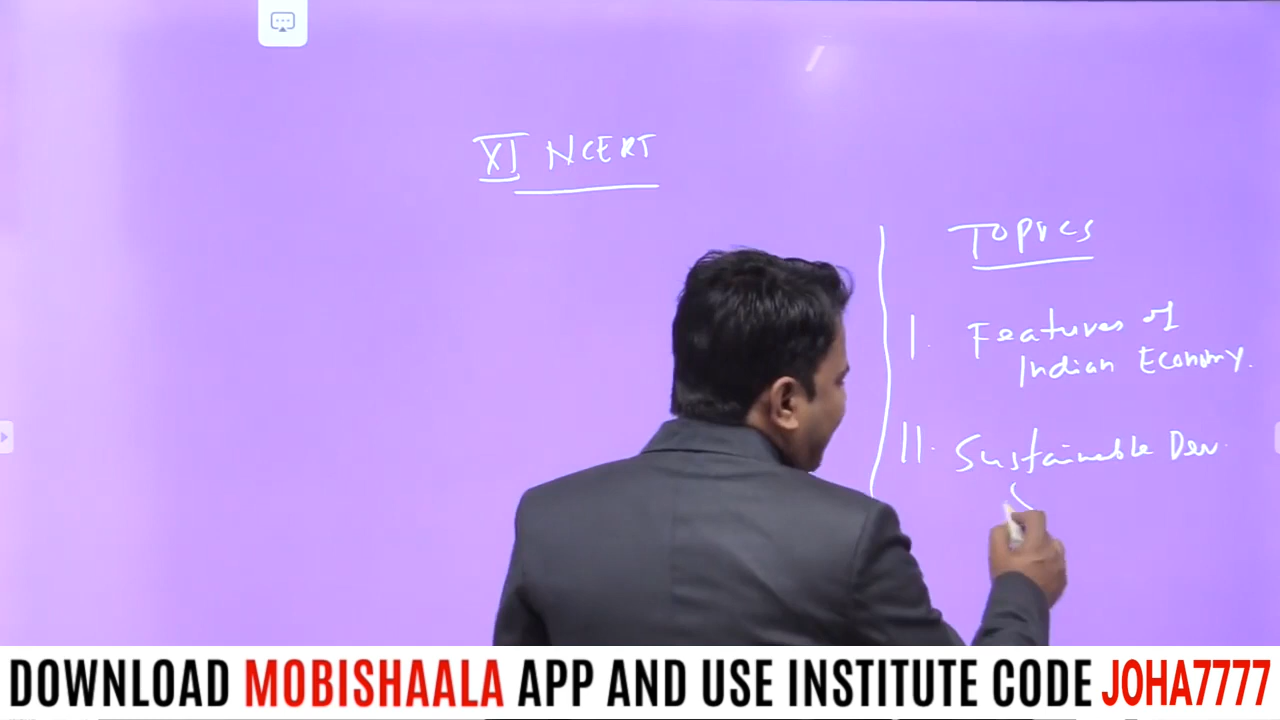 XI NCERT
Topics
I. Features of
Indian Economy.
II. Sustainable Dev.
DOWNLOAD MOBISHAALA APP AND USE INSTITUTE CODE JOHA7777